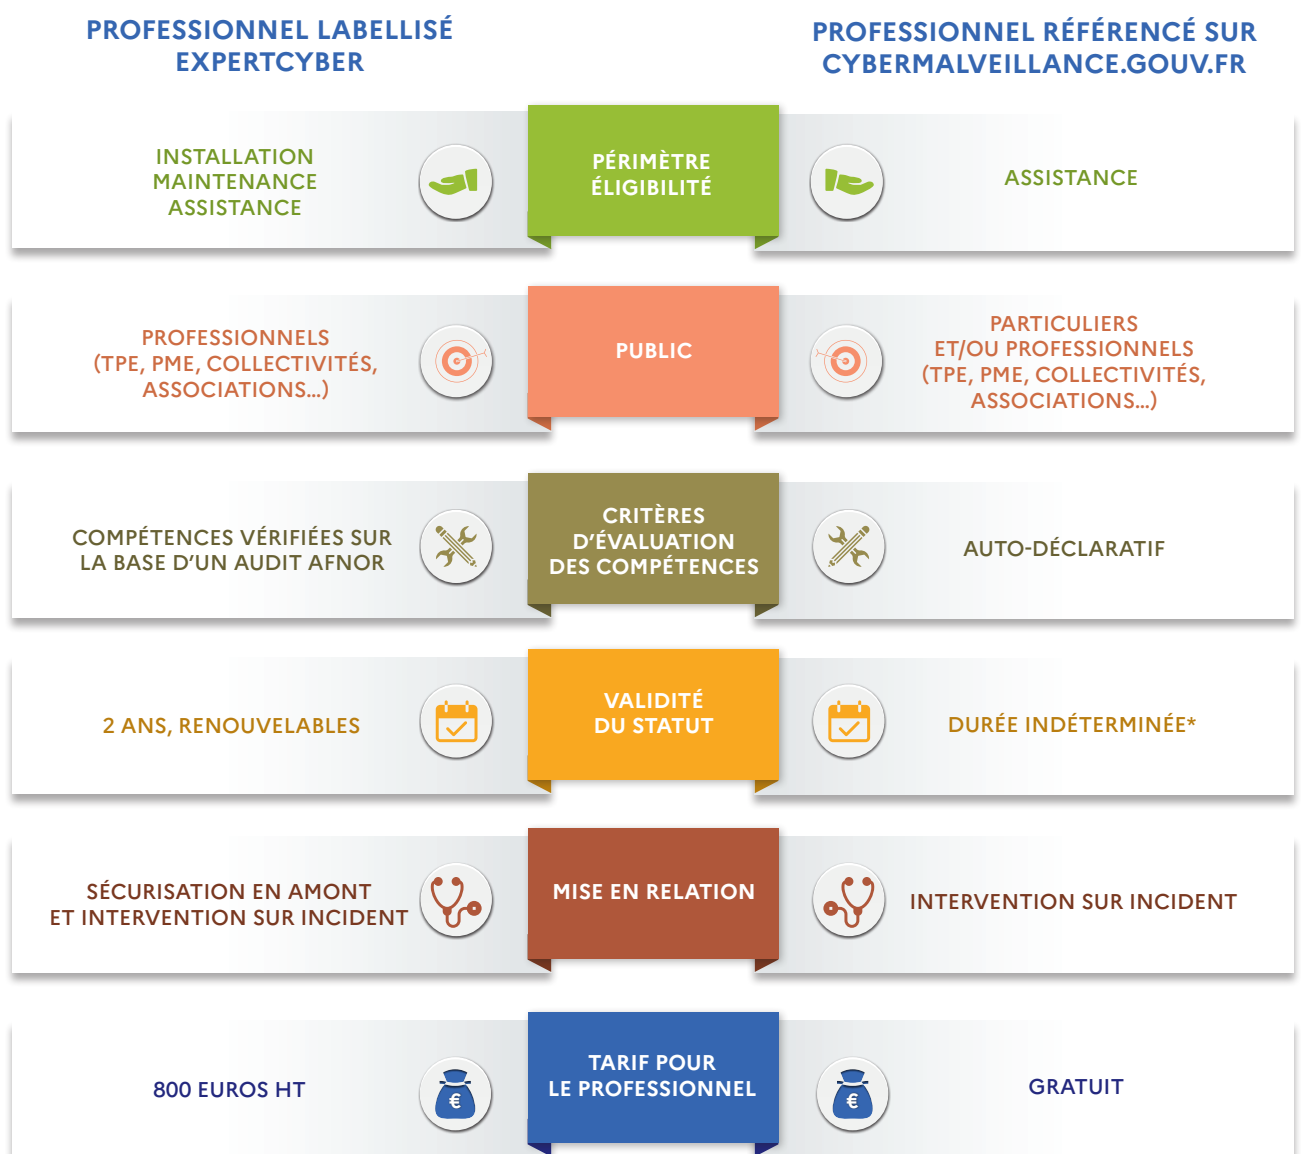 PROFESSIONNEL LABELLISÉ
EXPERTCYBER
PROFESSIONNEL RÉFÉRENCÉ SUR
CYBERMALVEILLANCE.GOUV.FR
INSTALLATION
MAINTENANCE
ASSISTANCE
PÉRIMÈTRE
ÉLIGIBILITÉ
ASSISTANCE
PROFESSIONNELS
(TPE, PME, COLLECTIVITÉS,
ASSOCIATIONS...)
PUBLIC
PARTICULIERS
ET/OU PROFESSIONNELS
(TPE, PME, COLLECTIVITÉS,
ASSOCIATIONS...)
COMPÉTENCES VÉRIFIÉES SUR
LA BASE D'UN AUDIT AFNOR
CRITÈRES
D'ÉVALUATION
DES COMPÉTENCES
AUTO-DÉCLARATIF
2 ANS, RENOUVELABLES
VALIDITÉ
DU STATUT
DURÉE INDÉTERMINÉE*
SÉCURISATION EN AMONT
ET INTERVENTION SUR INCIDENT
MISE EN RELATION
INTERVENTION SUR INCIDENT
800 EUROS HT
€
TARIF POUR
LE PROFESSIONNEL
€
GRATUIT